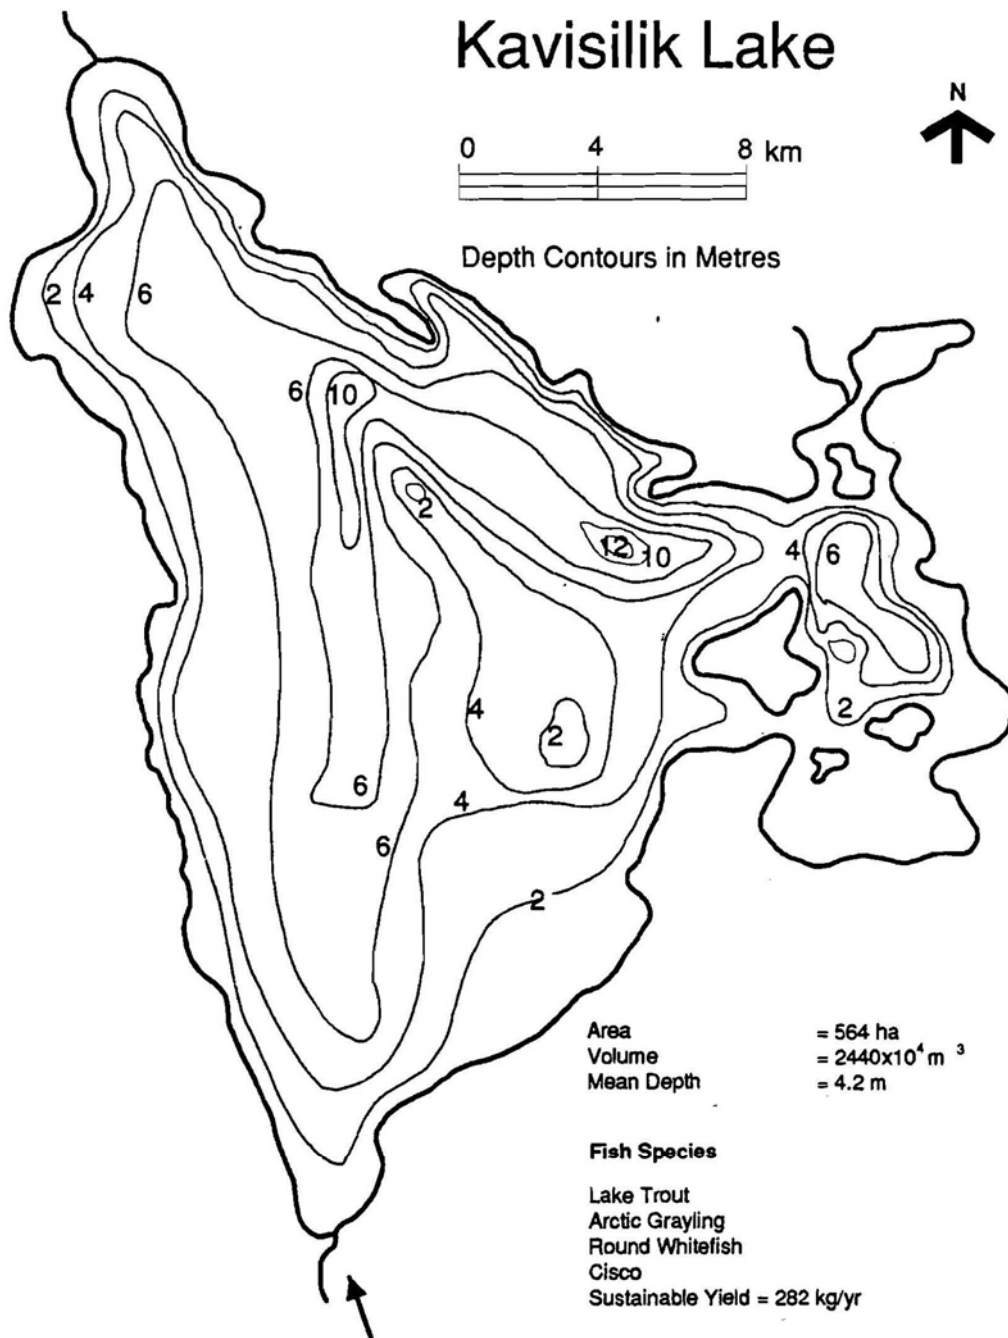 Kavisilik Lake
N
0 4 8 km
Depth Contours in Metres
2 4 6
6 10
2
12 10
4 6
4
2
2
6
4
6
2
Area = 564 ha
Volume = 2440x10⁴ m ³
Mean Depth = 4.2 m
Fish Species
Lake Trout
Arctic Grayling
Round Whitefish
Cisco
Sustainable Yield = 282 kg/yr